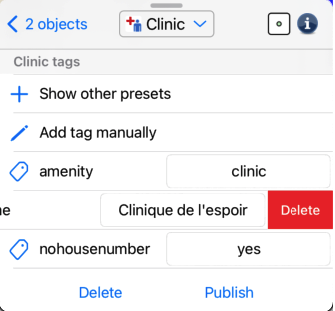 2 objects Clinic
Clinic tags
Show other presets
Add tag manually
amenity clinic
Clinique de l'espoir Delete
nohousenumber yes
Delete Publish